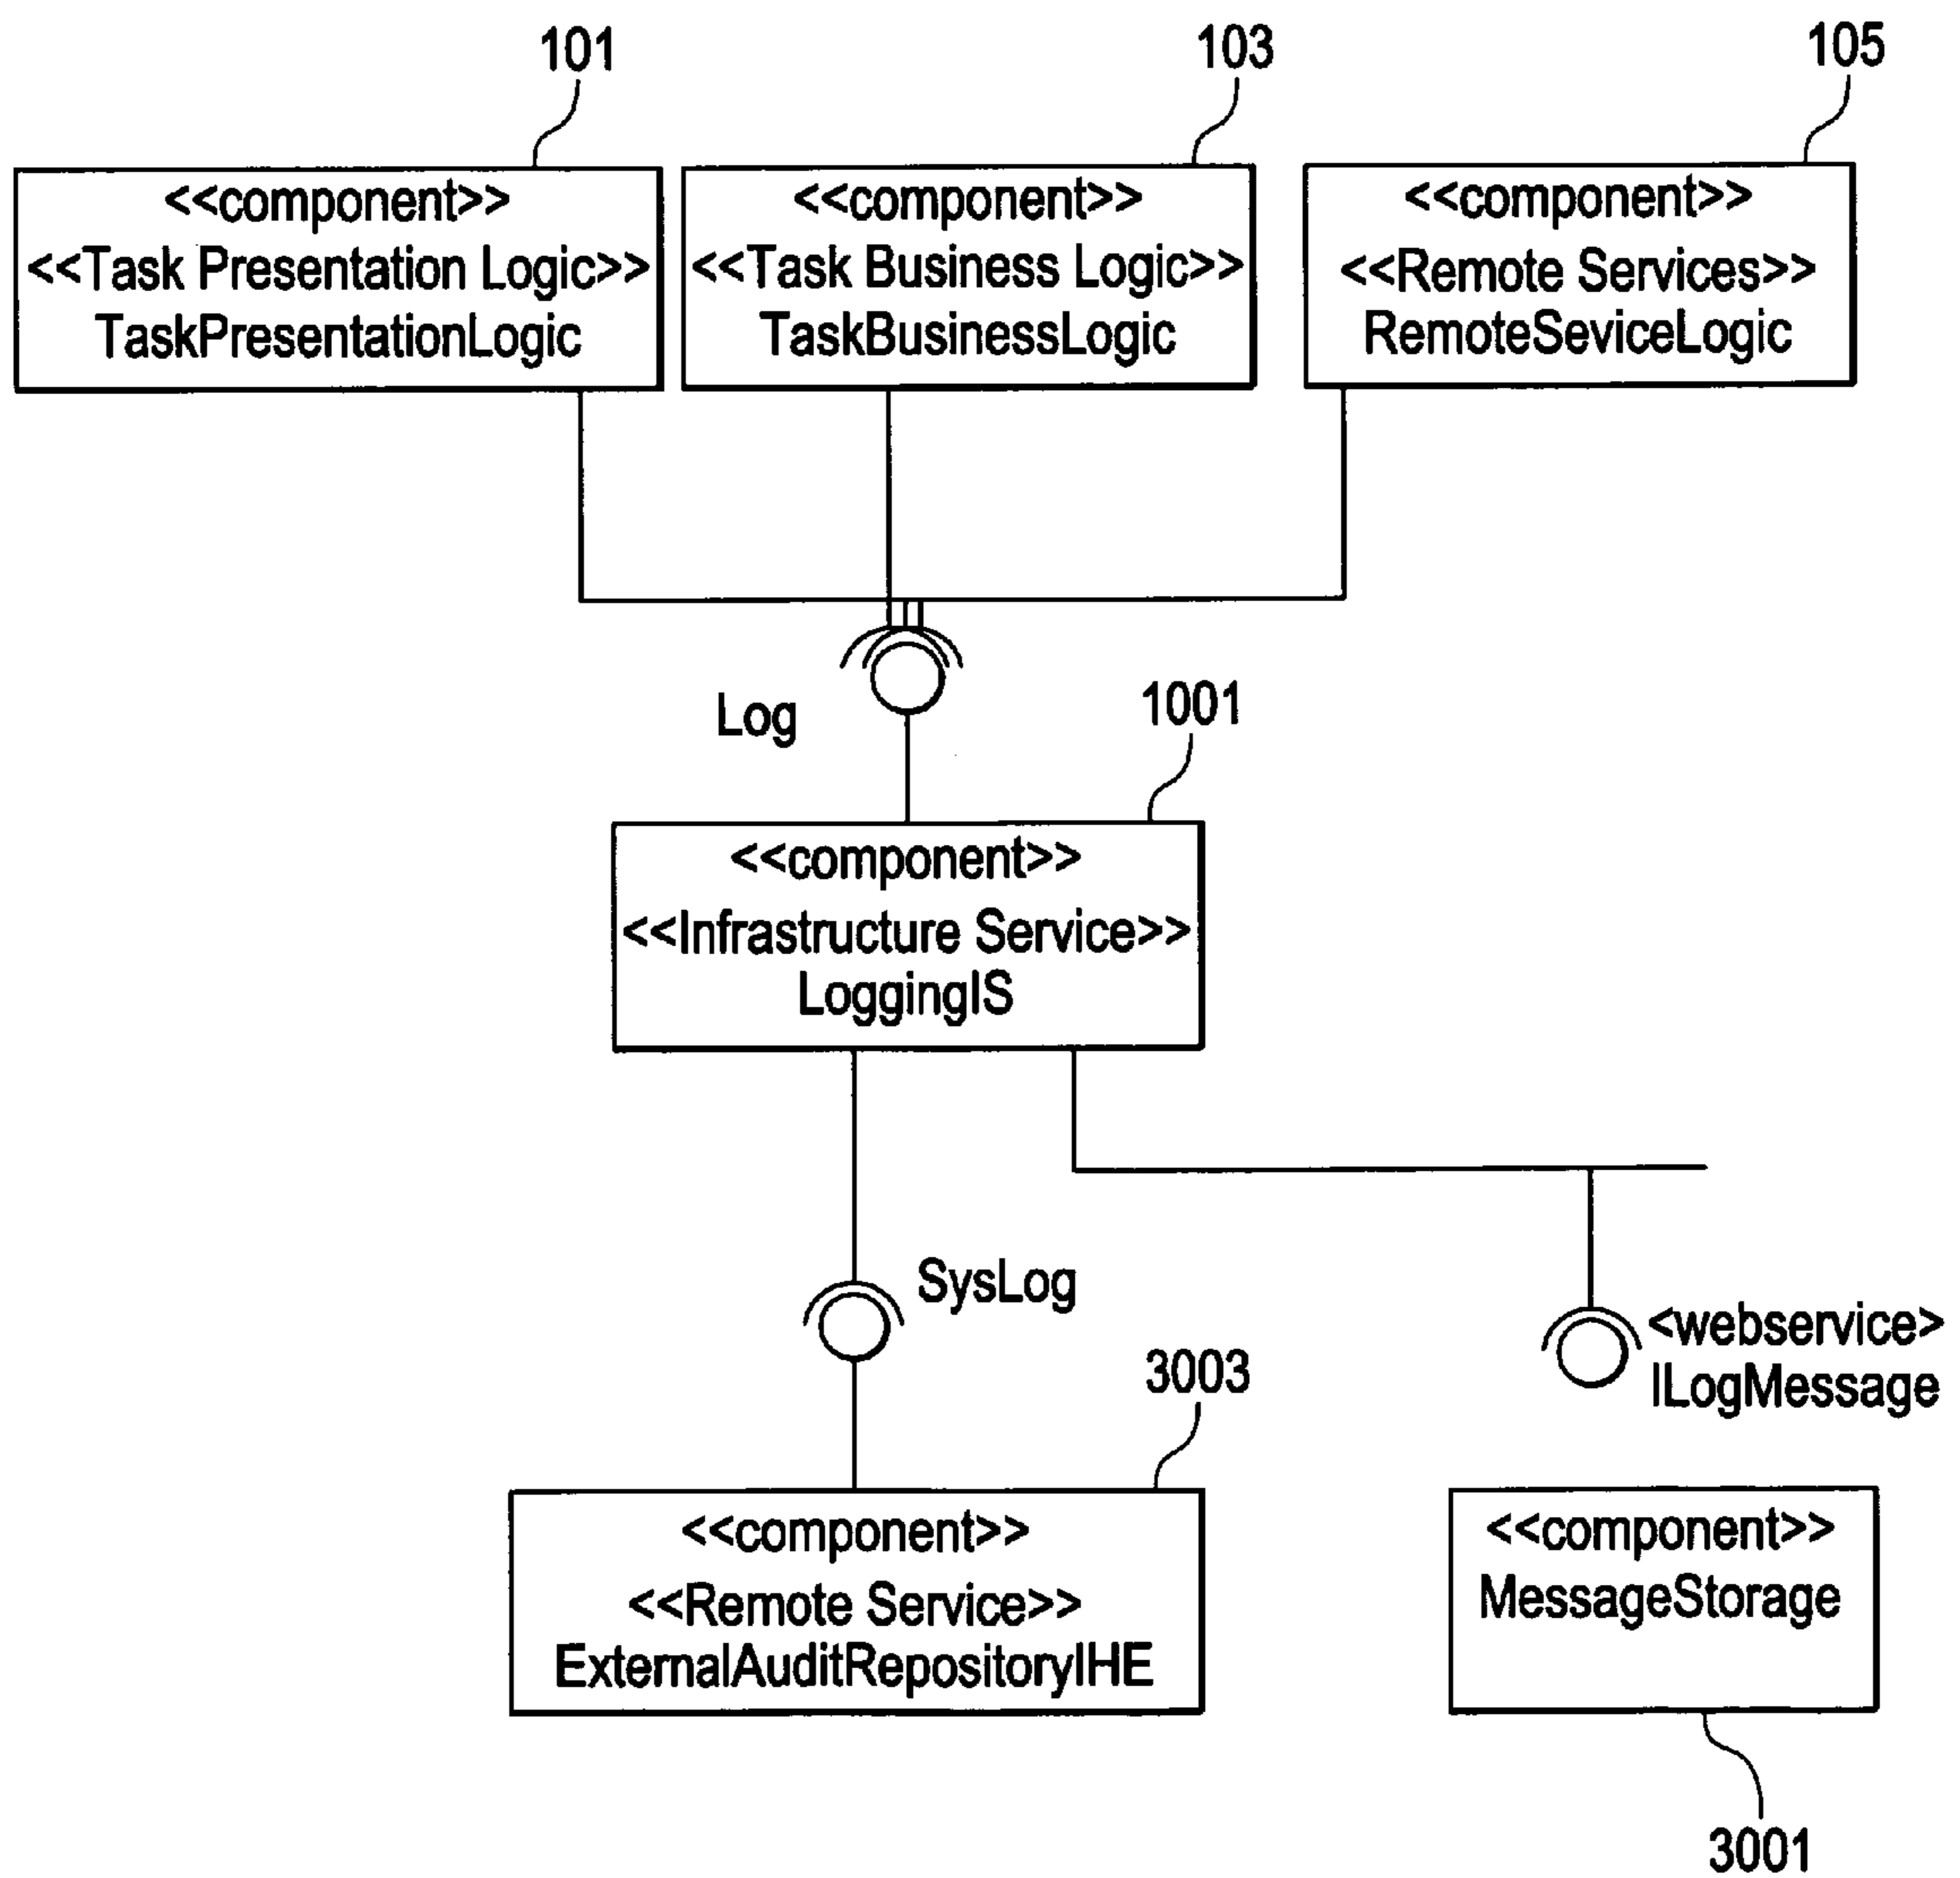 101
103
105
<<component>>
<<Task Presentation Logic>>
TaskPresentationLogic
<<component>>
<<Task Business Logic>>
TaskBusinessLogic
<<component>>
<<Remote Services>>
RemoteSeviceLogic
Log
1001
<<component>>
<<Infrastructure Service>>
LoggingIS
SysLog
<webservice>
ILogMessage
3003
<<component>>
<<Remote Service>>
ExternalAuditRepositoryIHE
<<component>>
MessageStorage
3001